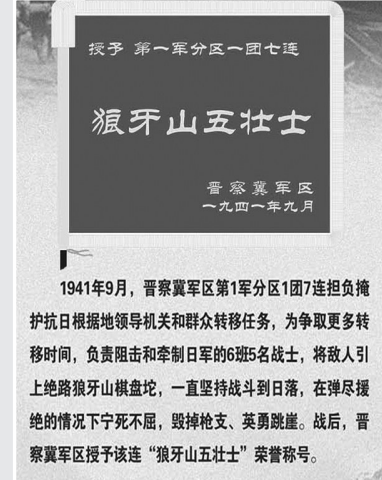 授予 第一军分区一团七连
狼牙山五壮士
晋察冀军区
一九四一年九月
1941年9月，晋察冀军区第1军分区1团7连担负掩
护抗日根据地领导机关和群众转移任务，为争取更多转
移时间，负责阻击和牵制日军的6班5名战士，将敌人引
上绝路狼牙山棋盘坨，一直坚持战斗到日落，在弹尽援
绝的情况下宁死不屈，毁掉枪支、英勇跳崖。战后，晋
察冀军区授予该连“狼牙山五壮士”荣誉称号。